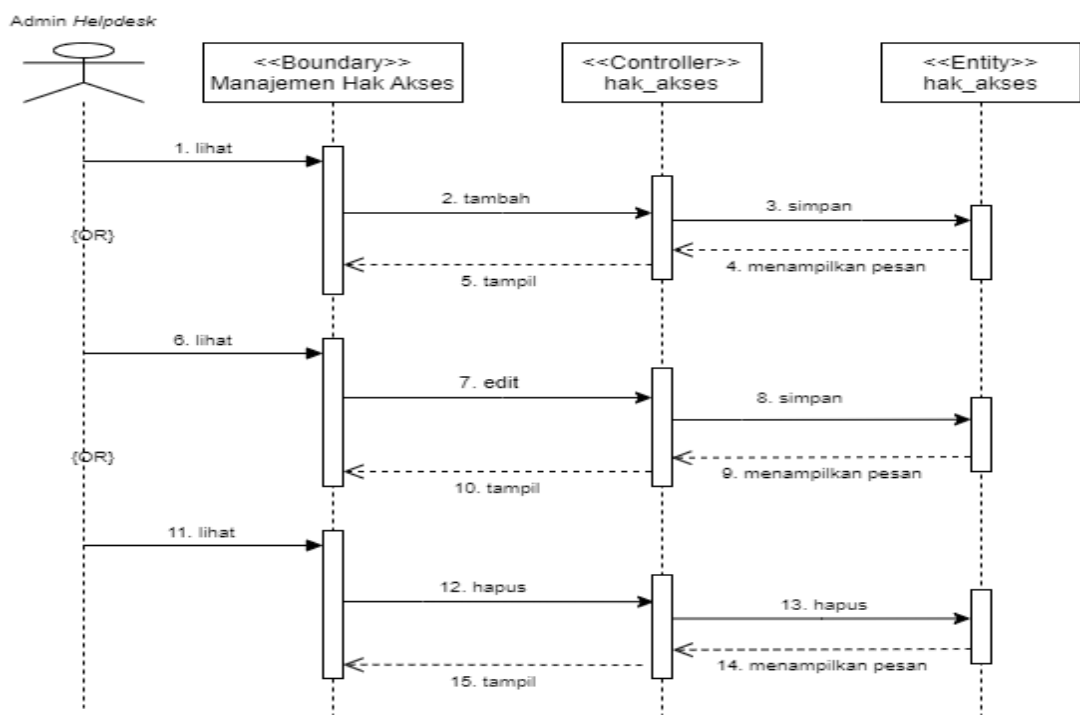 Admin Helpdesk
<<Boundary>>
Manajemen Hak Akses
<<Controller>>
hak_akses
<<Entity>>
hak_akses
1. lihat
2. tambah
3. simpan
{OR}
4. menampilkan pesan
5. tampil
6. lihat
7. edit
8. simpan
{OR}
9. menampilkan pesan
10. tampil
11. lihat
12. hapus
13. hapus
14. menampilkan pesan
15. tampil